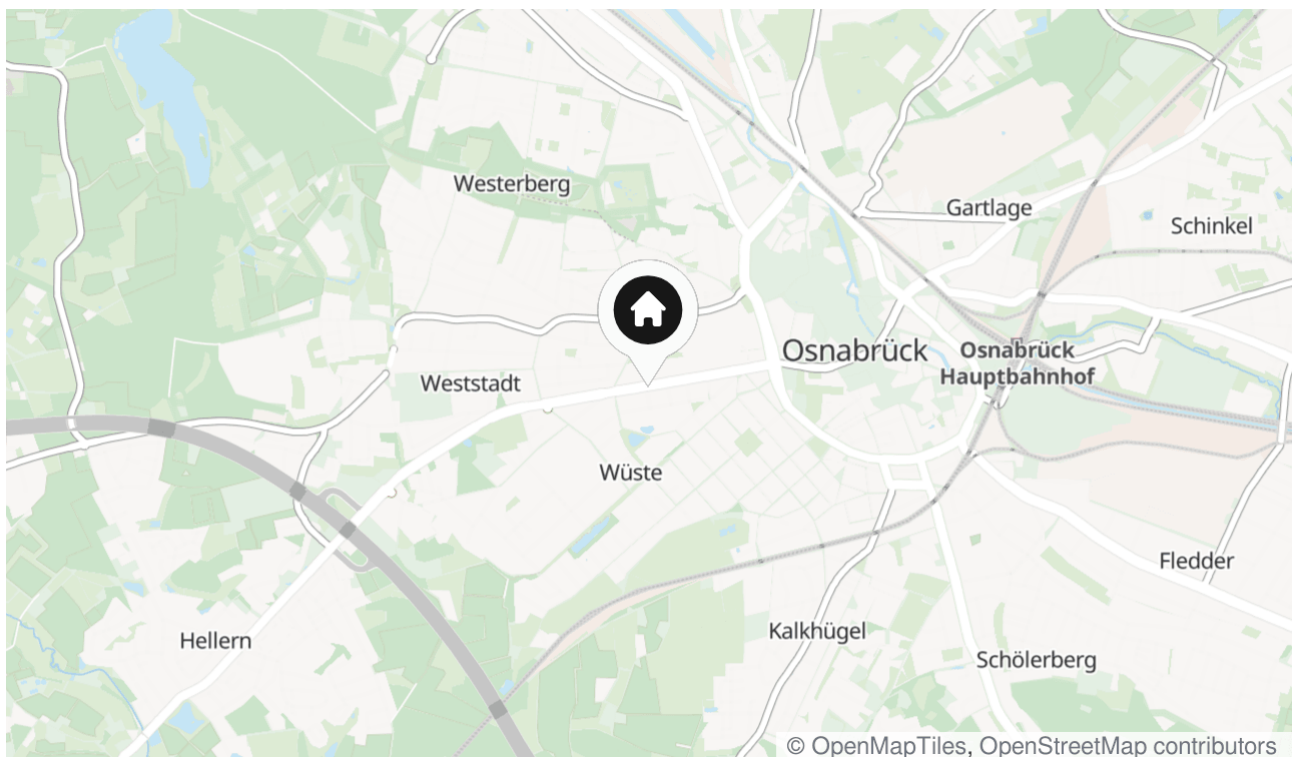 Westerberg
Gartlage
Schinkel
Osnabrück
Osnabrück
Hauptbahnhof
Weststadt
Wüste
Fledder
Hellern
Kalkhügel
Schölerberg
© OpenMapTiles, OpenStreetMap contributors